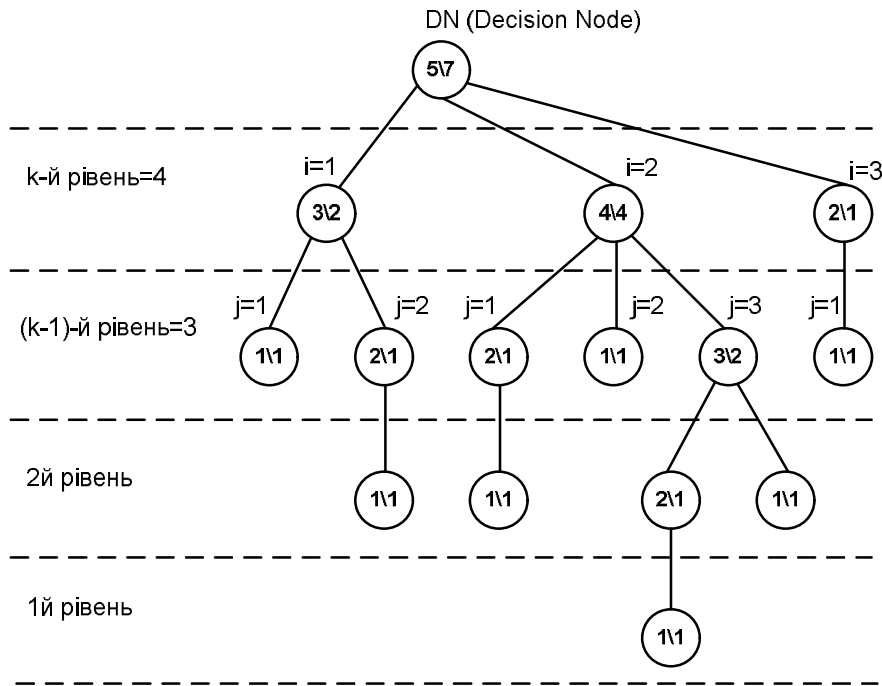 DN (Decision Node)
5\7
k-й рівень=4
i=1
i=2
i=3
3\2
4\4
2\1
(k-1)-й рівень=3
j=1
j=2
j=1
j=2
j=3
j=1
1\1
2\1
2\1
1\1
3\2
1\1
2й рівень
1\1
1\1
2\1
1\1
1й рівень
1\1